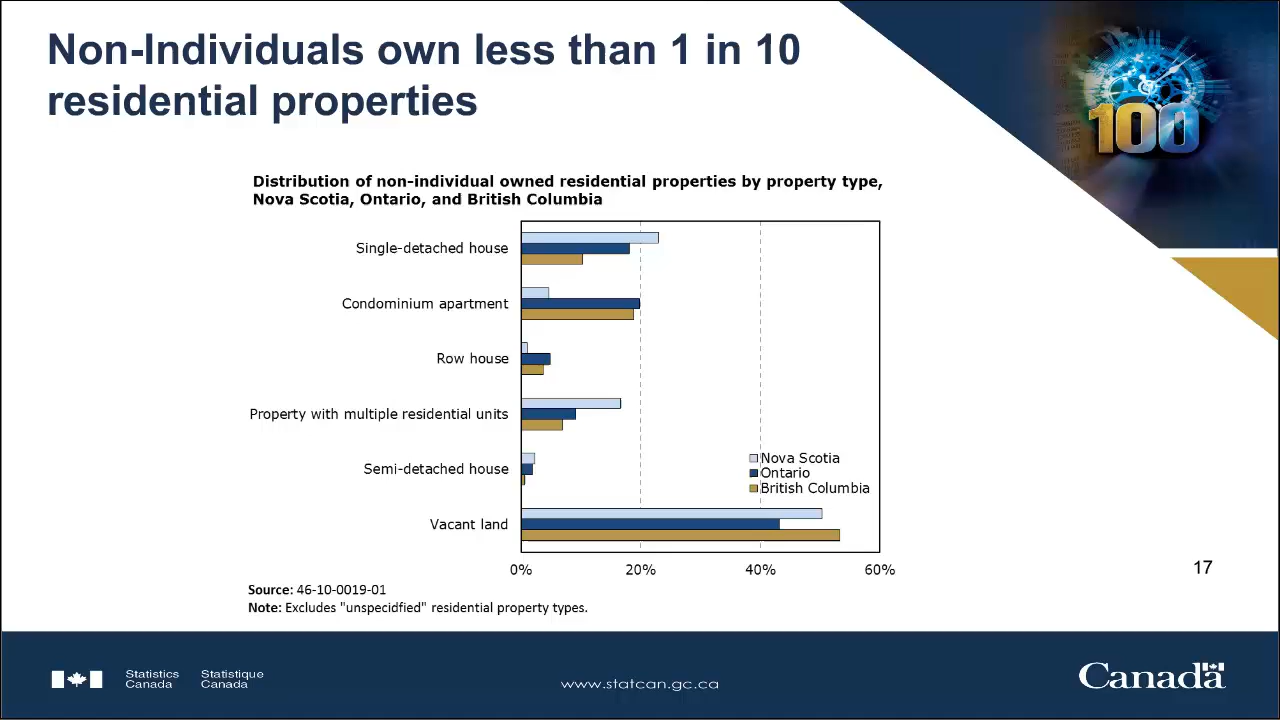 Non-Individuals own less than 1 in 10
residential properties
100
Distribution of non-individual owned residential properties by property type,
Nova Scotia, Ontario, and British Columbia
Single-detached house
Condominium apartment
Row house
Property with multiple residential units
Semi-detached house
Vacant land
Nova Scotia
Ontario
British Columbia
0% 20% 40% 60%
Source: 46-10-0019-01
Note: Excludes "unspecidfied" residential property types.
17
Statistics Statistique
Canada Canada
www.statcan.gc.ca
Canada